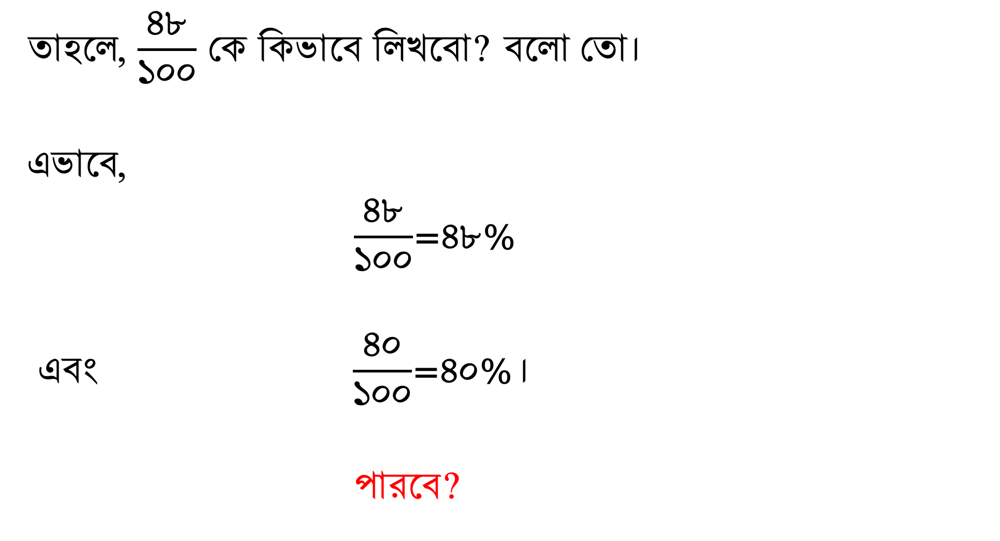 তাহলে, ৪৮/১০০ কে কিভাবে লিখবো? বলো তো।
এভাবে,
৪৮/১০০=৪৮%
এবং ৪০/১০০=৪০%।
পারবে?